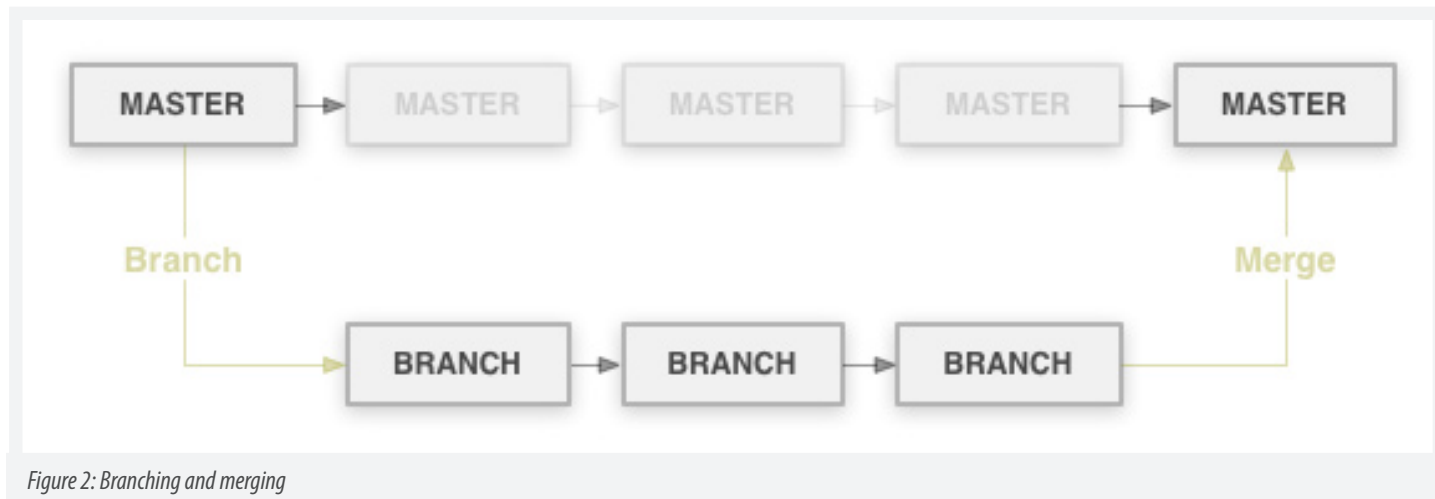 MASTER MASTER MASTER MASTER MASTER
Branch Merge
BRANCH BRANCH BRANCH
Figure 2: Branching and merging